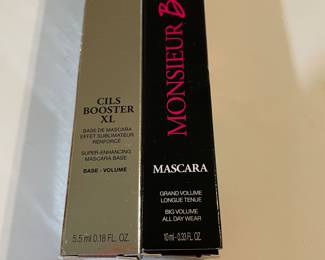 CILS
BOOSTER
XL
BASE DE MASCARA
EFFET SUBLIMATEUR
RENFORCÉ
SUPER-ENHANCING
MASCARA BASE
BASE - VOLUME
5.5 ml 0.18 FL. OZ.
MONSIEUR B
MASCARA
GRAND VOLUME
LONGUE TENUE
BIG VOLUME
ALL DAY WEAR
10 ml - 0.33 FL. OZ.